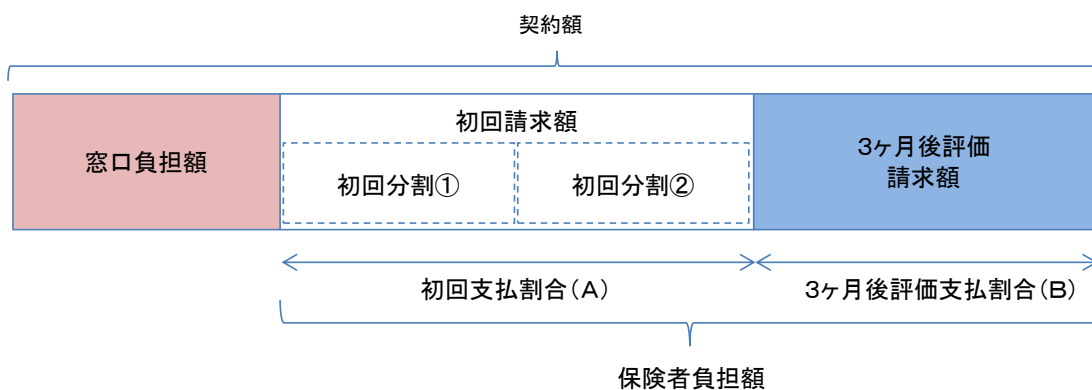 契約額
窓口負担額
初回請求額
初回分割①
初回分割②
3ヶ月後評価
請求額
初回支払割合(A)
3ヶ月後評価支払割合(B)
保険者負担額